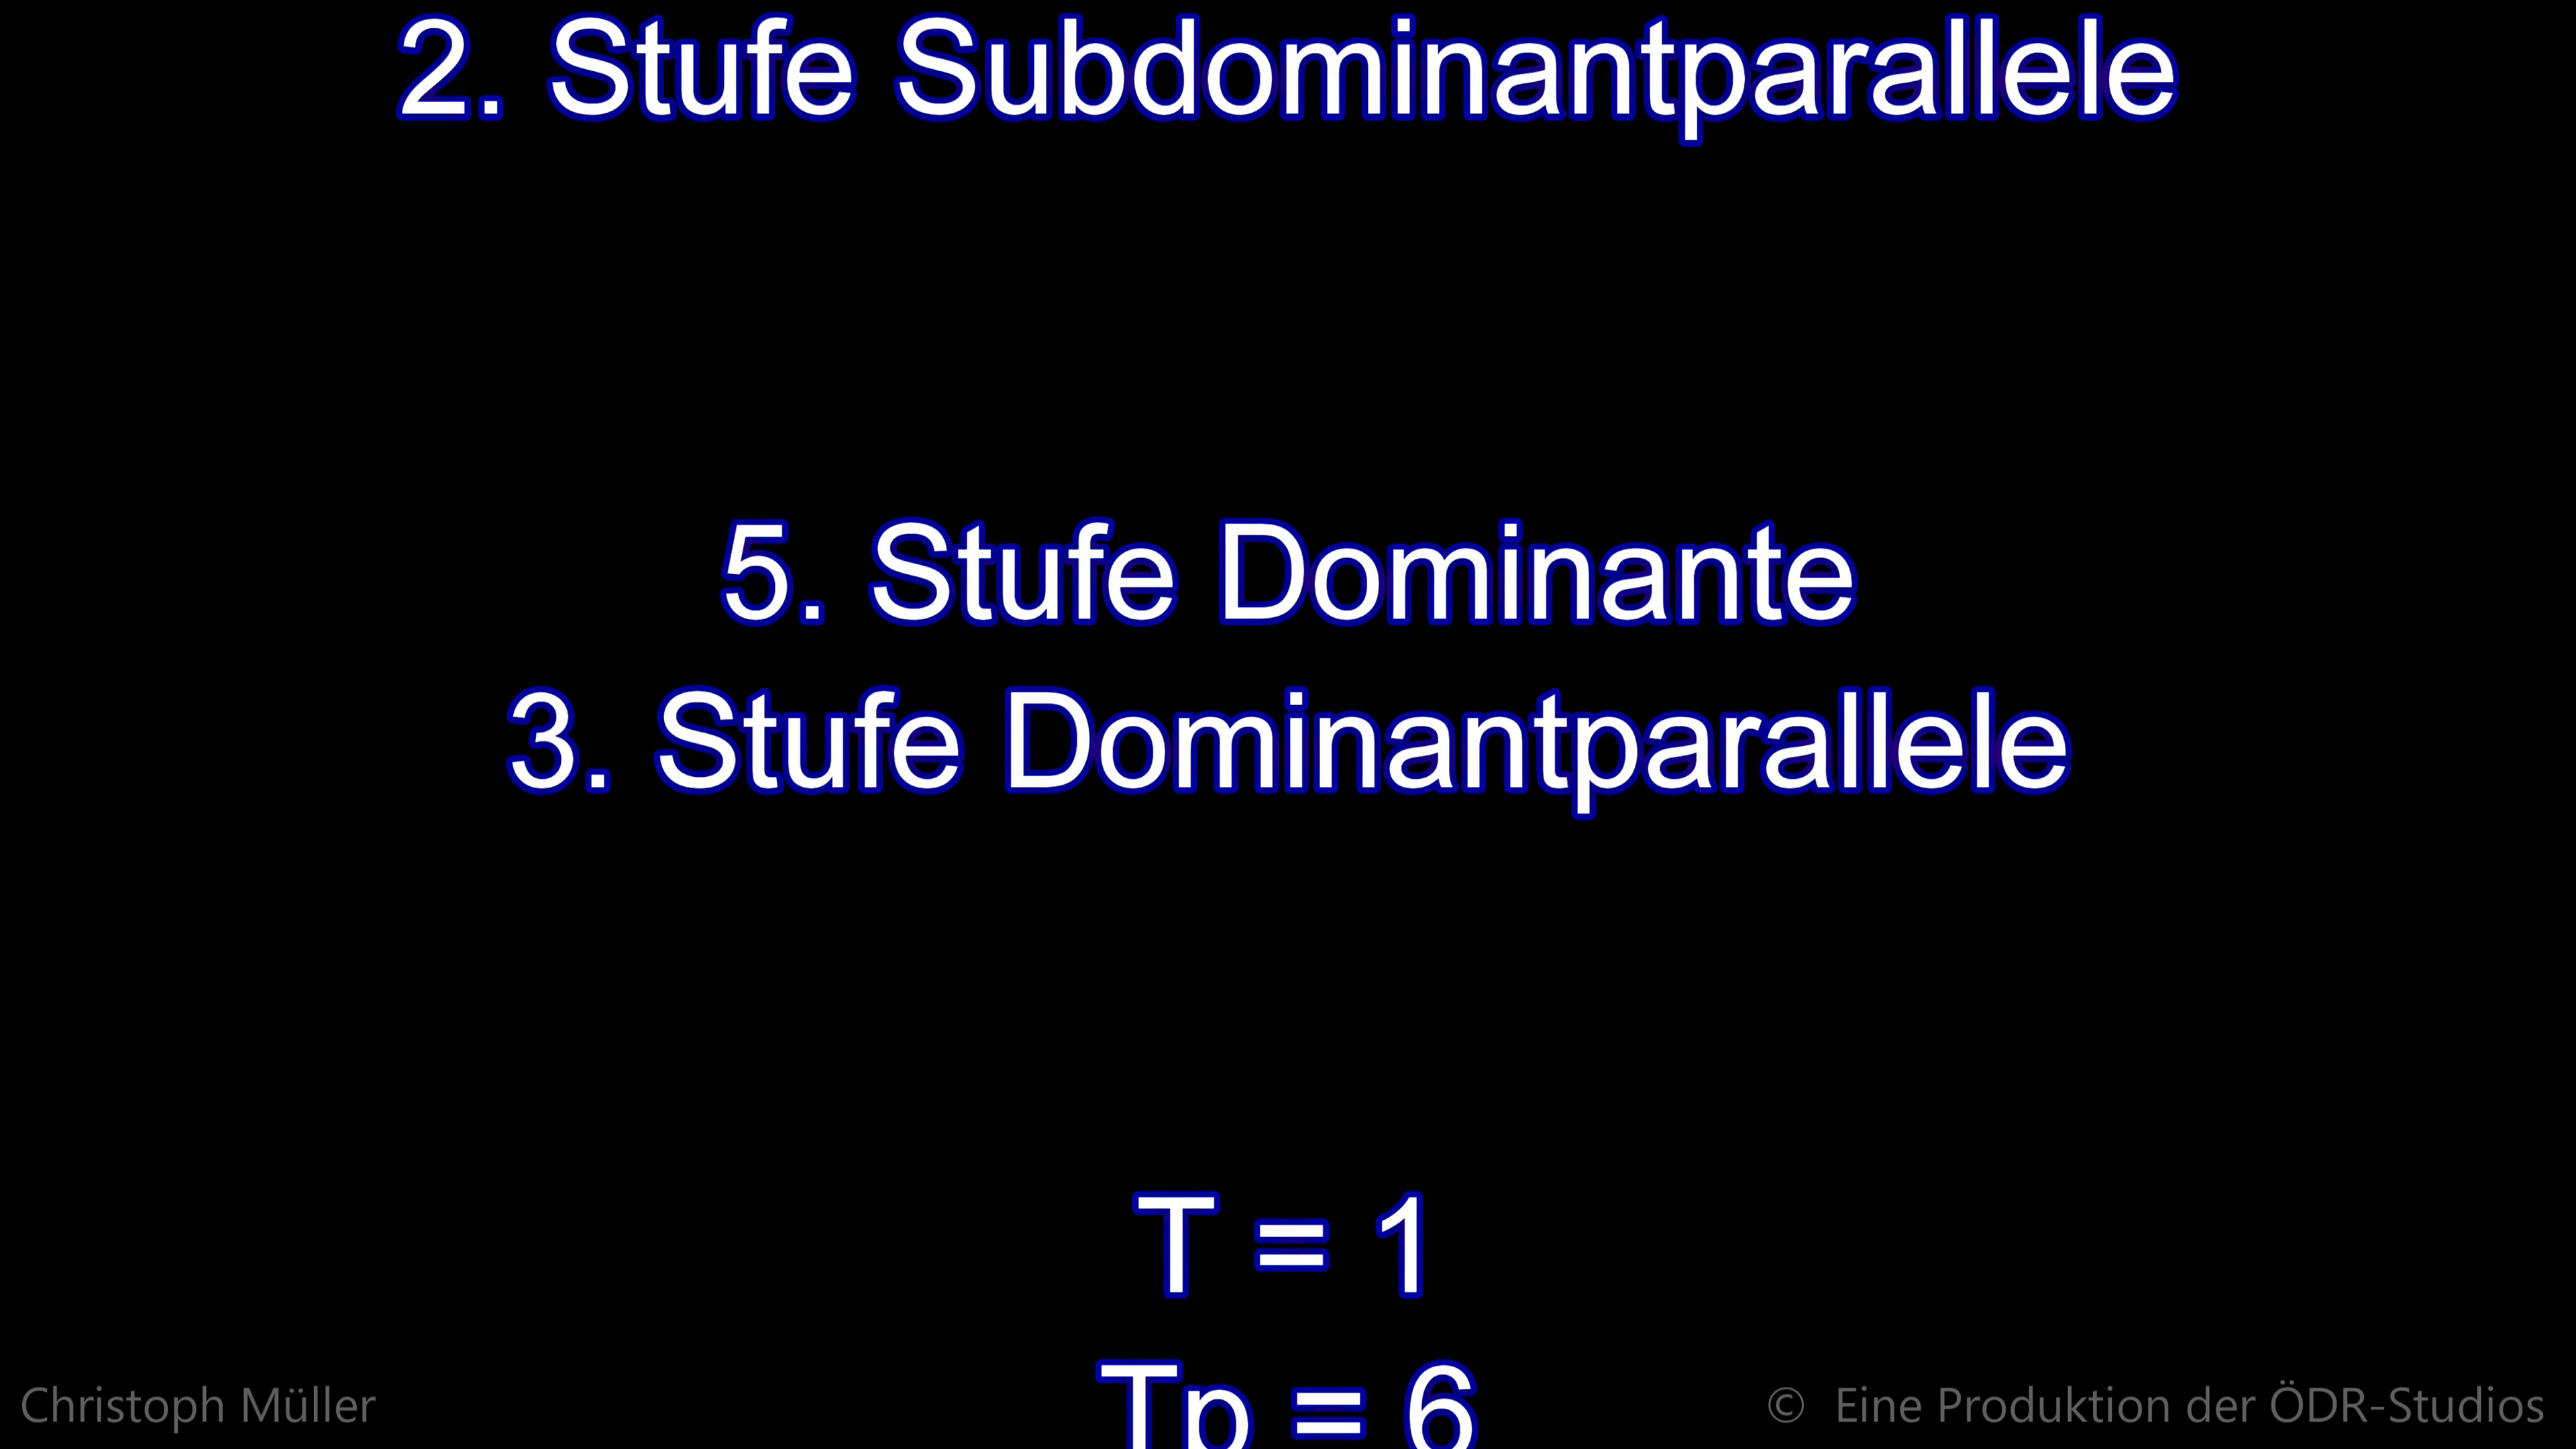 2. Stufe Subdominantparallele
5. Stufe Dominante
3. Stufe Dominantparallele
T = 1
Tp = 6
Christoph Müller
© Eine Produktion der ÖDR-Studios